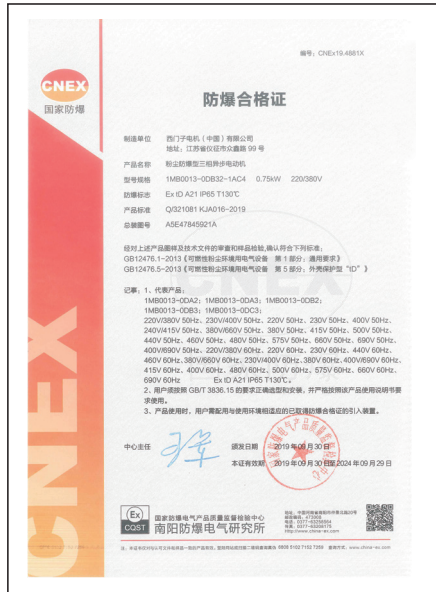 编号：CNEx19.4681X
CNEX
国家防爆
防爆合格证
制造单位 西门子电机（中国）有限公司
地址：江苏省仪征市众鑫路 99 号
产品名称 粉尘防爆型三相异步电动机
型号规格 1MB0013-0DB32-1AC4 0.75kW 220/380V
防爆标志 Ex tD A21 IP65 T130℃
产品标准 Q/321081 KJA016-2019
总装图号 A5E47845921A
经对上述产品图样及技术文件的审查和样品检验，确认符合下列标准：
GB12476.1-2013《可燃性粉尘环境用电气设备 第 1 部分：通用要求》
GB12476.5-2013《可燃性粉尘环境用电气设备 第 5 部分：外壳保护型 "tD"》
记事：1、代表产品：
1MB0013-0DA2；1MB0013-0DA3；1MB0013-0DB2；
1MB0013-0DB3；1MB0013-0DC3；
220V/380V 50Hz、230V/400V 50Hz、220V 50Hz、230V 50Hz、400V 50Hz、
240V/415V 50Hz、380V/660V 50Hz、380V 50Hz、415V 50Hz、500V 50Hz、
440V 50Hz、460V 50Hz、480V 50Hz、575V 50Hz、660V 50Hz、690V 50Hz、
400V/690V 50Hz、220V/380V 60Hz、220V 60Hz、230V 60Hz、440V 60Hz、
460V 60Hz、380V/660V 60Hz、230V/400V 60Hz、380V 60Hz、400V/690V 60Hz、
415V 60Hz、400V 60Hz、480V 60Hz、500V 60Hz、575V 60Hz、660V 60Hz、
690V 60Hz Ex tD A21 IP65 T130℃。
2、用户须按照 GB/T 3836.15 的要求正确选型和安装，并严格按照该产品使用说明书要
求使用。
3、产品使用时，用户需配用与使用环境相适应的已取得防爆合格证的引入装置。
中心主任 颁发日期 2019 年 09 月 30 日
本证有效期 2019 年 09 月 30 日至 2024 年 09 月 29 日
Ex
CQST
国家防爆电气产品质量监督检验中心
南阳防爆电气研究所
CNEX